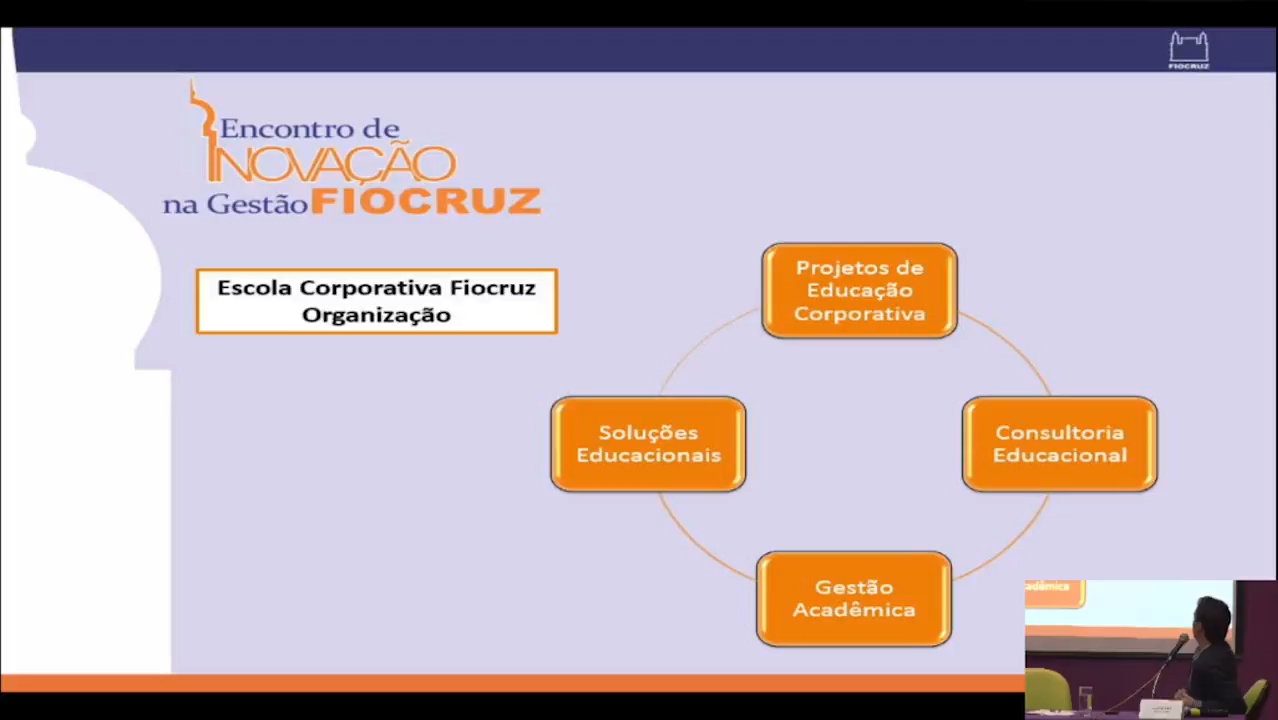 FIOCRUZ
Encontro de
INOVAÇÃO
na Gestão FIOCRUZ
Escola Corporativa Fiocruz
Organização
Projetos de
Educação
Corporativa
Soluções
Educacionais
Consultoria
Educacional
Gestão
Acadêmica